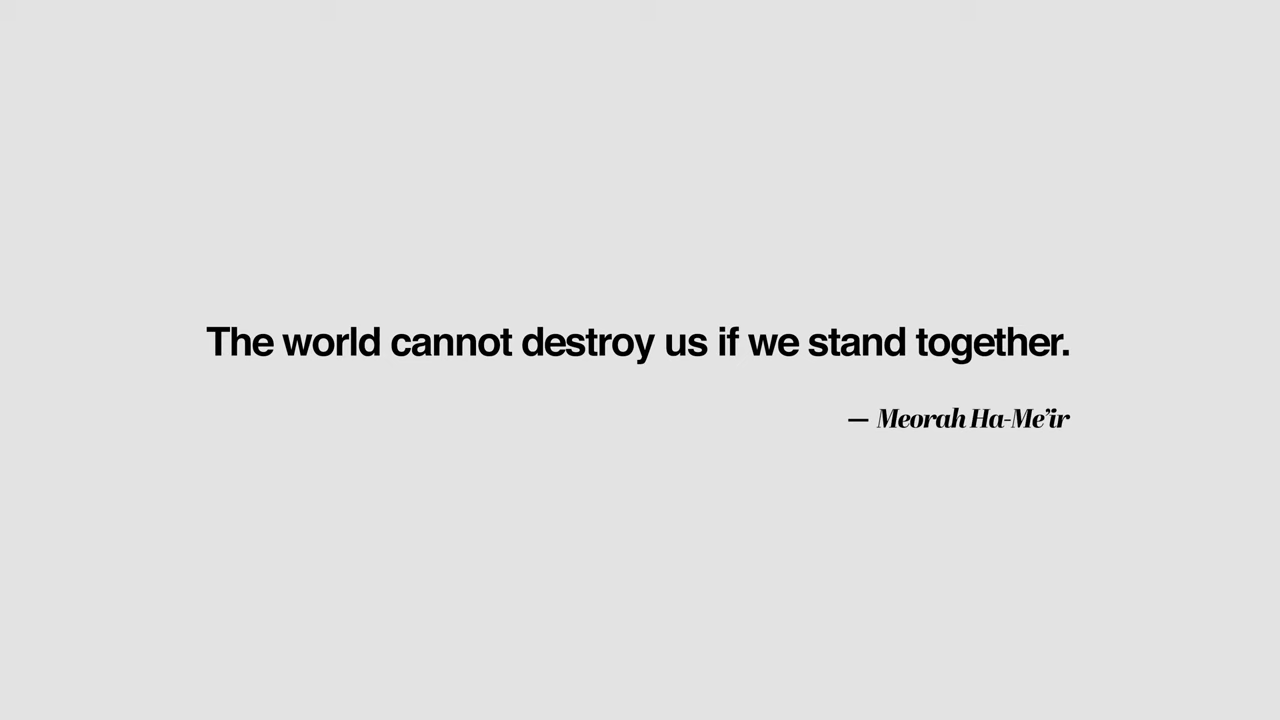 The world cannot destroy us if we stand together.
— Meorah Ha-Me’ir